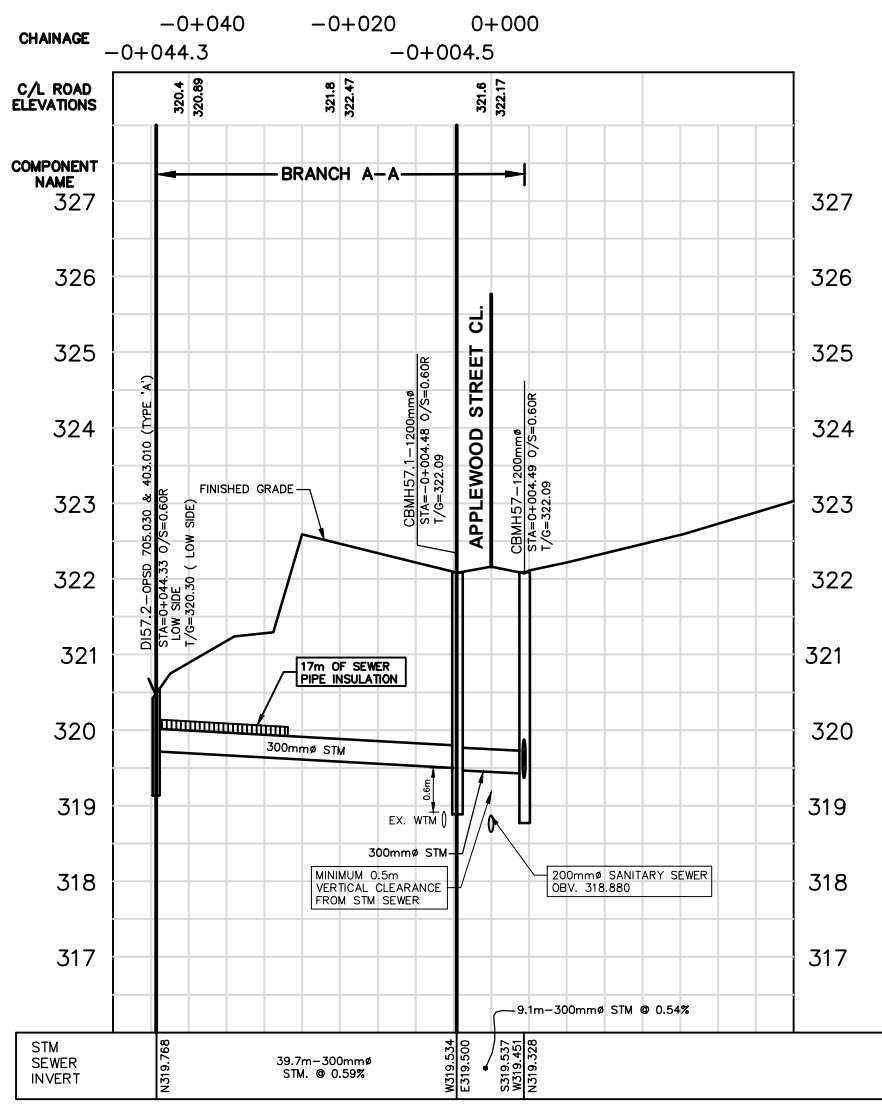 CHAINAGE
-0+040
-0+020
0+000
-0+044.3
-0+004.5
C/L ROAD
ELEVATIONS
320.4
320.89
321.8
322.47
321.6
322.17
COMPONENT
NAME
BRANCH A-A
327
327
326
326
325
325
324
324
323
323
322
322
321
321
320
320
319
319
318
318
317
317
DI57.2-OPSD 705.030 & 403.010 (TYPE 'A')
STA=0+044.33 O/S=0.60R
LOW SIDE
T/G=320.30 ( LOW SIDE)
FINISHED GRADE
CBMH57.1-1200mmø
STA=-0+004.48 O/S=0.60R
T/G=322.09
APPLEWOOD STREET CL.
CBMH57-1200mmø
STA=0+004.49 O/S=0.60R
T/G=322.09
17m OF SEWER
PIPE INSULATION
300mmø STM
0.6m
EX. WTM
300mmø STM
MINIMUM 0.5m
VERTICAL CLEARANCE
FROM STM SEWER
200mmø SANITARY SEWER
OBV. 318.880
9.1m-300mmø STM @ 0.54%
STM
SEWER
INVERT
N319.768
39.7m-300mmø
STM. @ 0.59%
W319.534
E319.500
S319.537
W319.451
N319.328